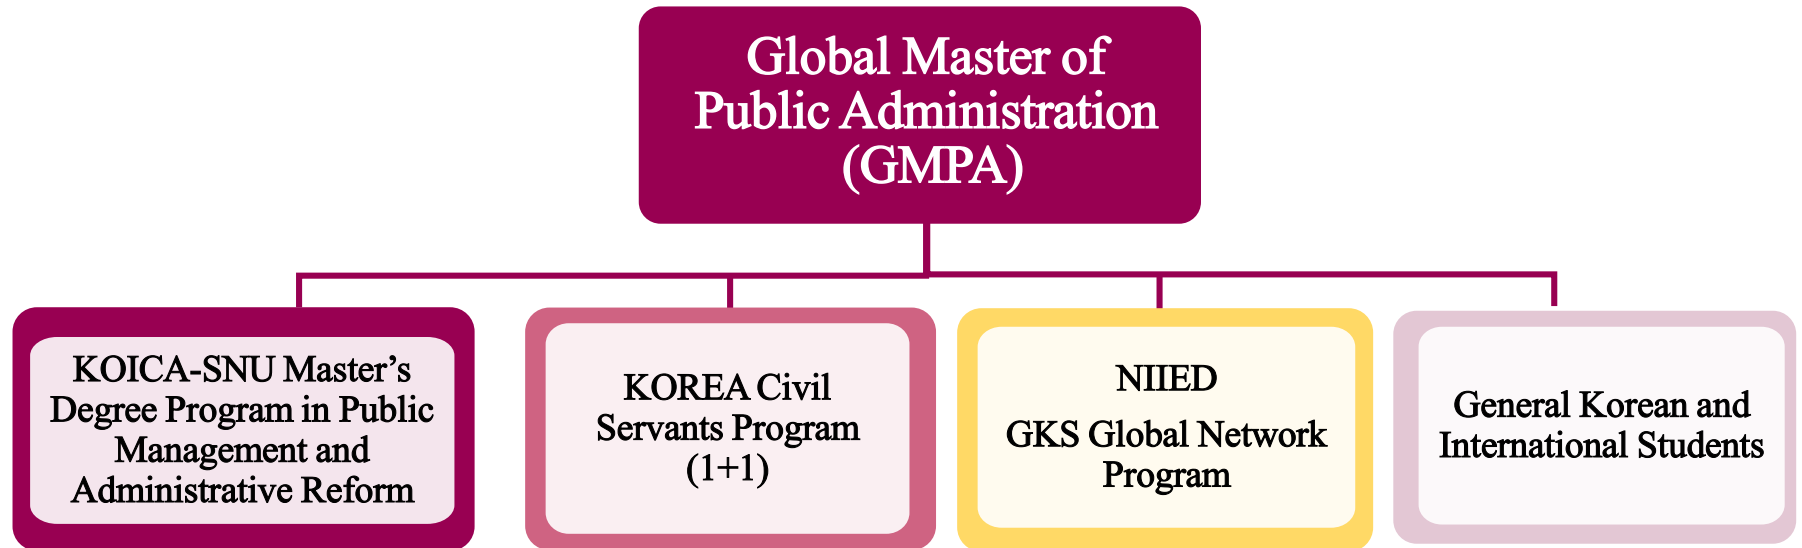 Global Master of
Public Administration
(GMPA)
KOICA-SNU Master’s
Degree Program in Public
Management and
Administrative Reform
KOREA Civil
Servants Program
(1+1)
NIIED
GKS Global Network
Program
General Korean and
International Students